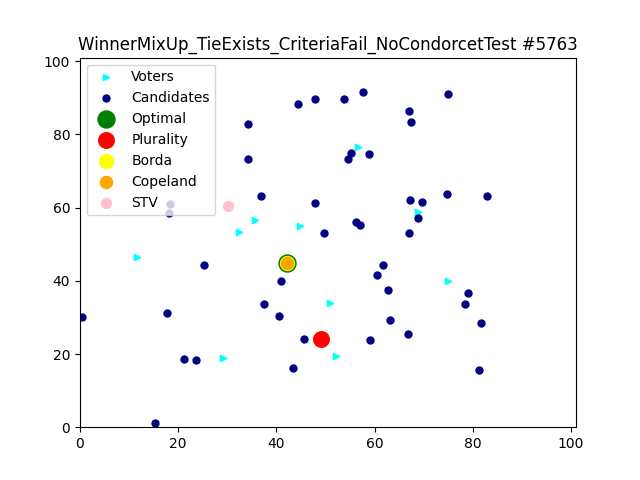 WinnerMixUp_TieExists_CriteriaFail_NoCondorcetTest #5763
100
80
60
40
20
0
0 20 40 60 80 100
Voters
Candidates
Optimal
Plurality
Borda
Copeland
STV